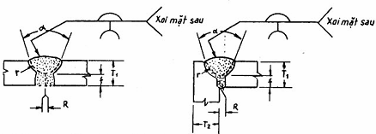 Xoi mặt sau
α
r
T₁
f
R
Xoi mặt sau
α
r
T₁
f
R
T₂